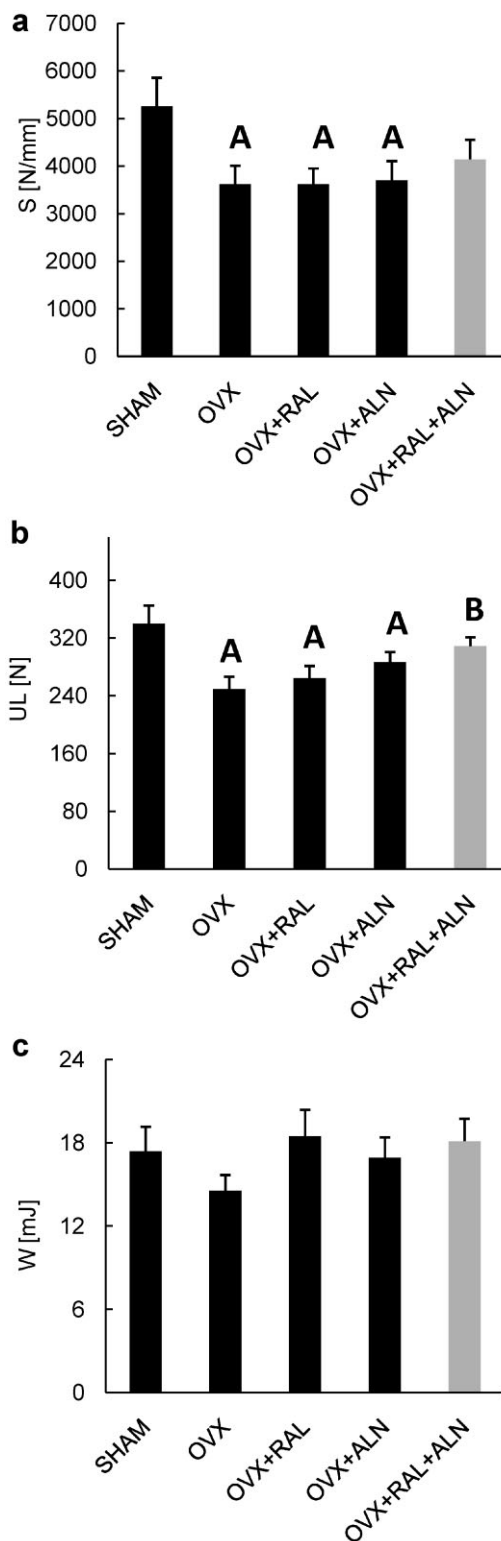 a
7000
6000
5000
4000
3000
2000
1000
0
S [N/mm]
A A A
SHAM
OVX
OVX+RAL
OVX+ALN
OVX+RAL+ALN
b
400
320
240
160
80
0
UL [N]
A A A B
SHAM
OVX
OVX+RAL
OVX+ALN
OVX+RAL+ALN
c
24
18
12
6
0
W [mJ]
SHAM
OVX
OVX+RAL
OVX+ALN
OVX+RAL+ALN